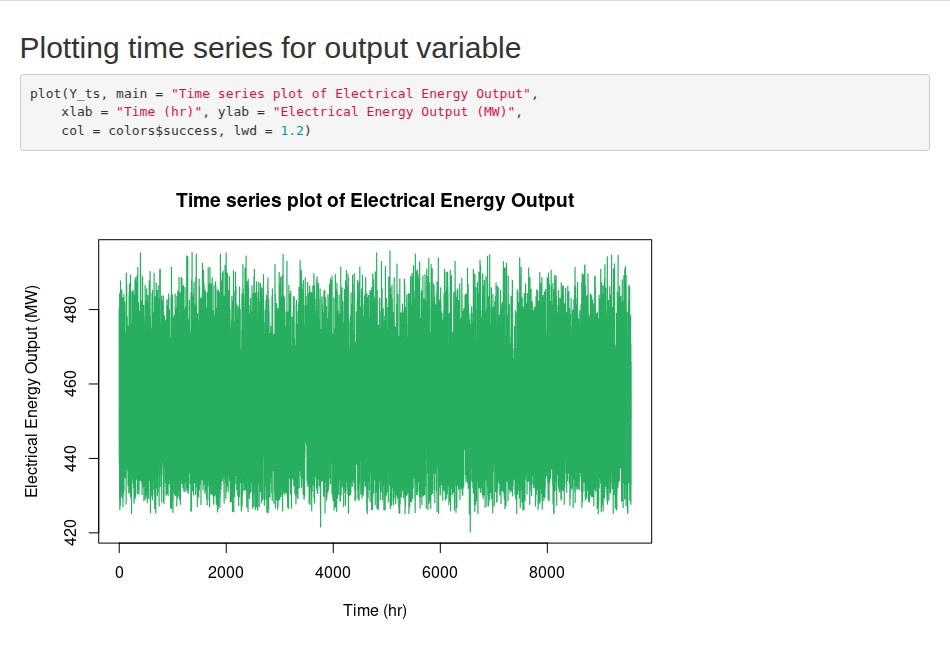 Plotting time series for output variable
plot(Y_ts, main = "Time series plot of Electrical Energy Output",
xlab = "Time (hr)", ylab = "Electrical Energy Output (MW)",
col = colors$success, lwd = 1.2)
Time series plot of Electrical Energy Output
Electrical Energy Output (MW)
480
460
440
420
0 2000 4000 6000 8000
Time (hr)